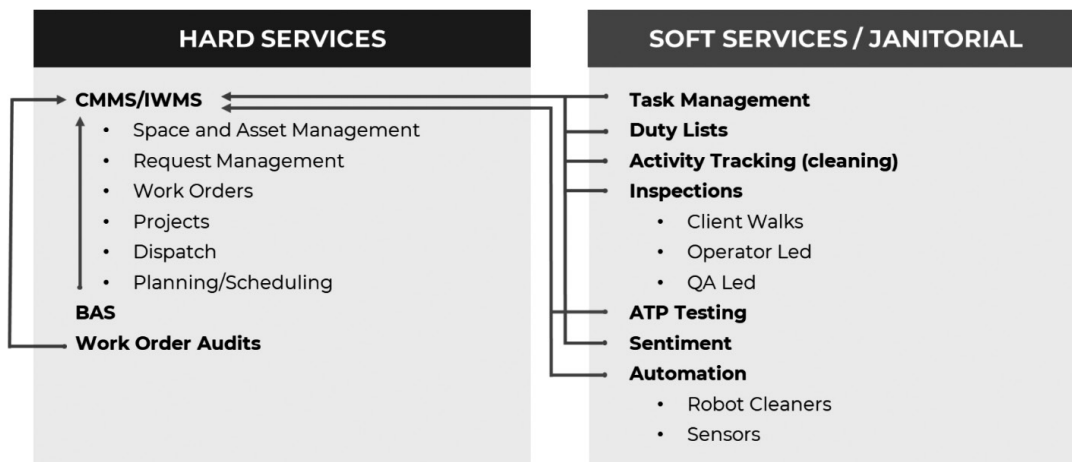 HARD SERVICES
CMMS/IWMS
• Space and Asset Management
• Request Management
• Work Orders
• Projects
• Dispatch
• Planning/Scheduling
BAS
Work Order Audits
SOFT SERVICES / JANITORIAL
Task Management
Duty Lists
Activity Tracking (cleaning)
Inspections
• Client Walks
• Operator Led
• QA Led
ATP Testing
Sentiment
Automation
• Robot Cleaners
• Sensors